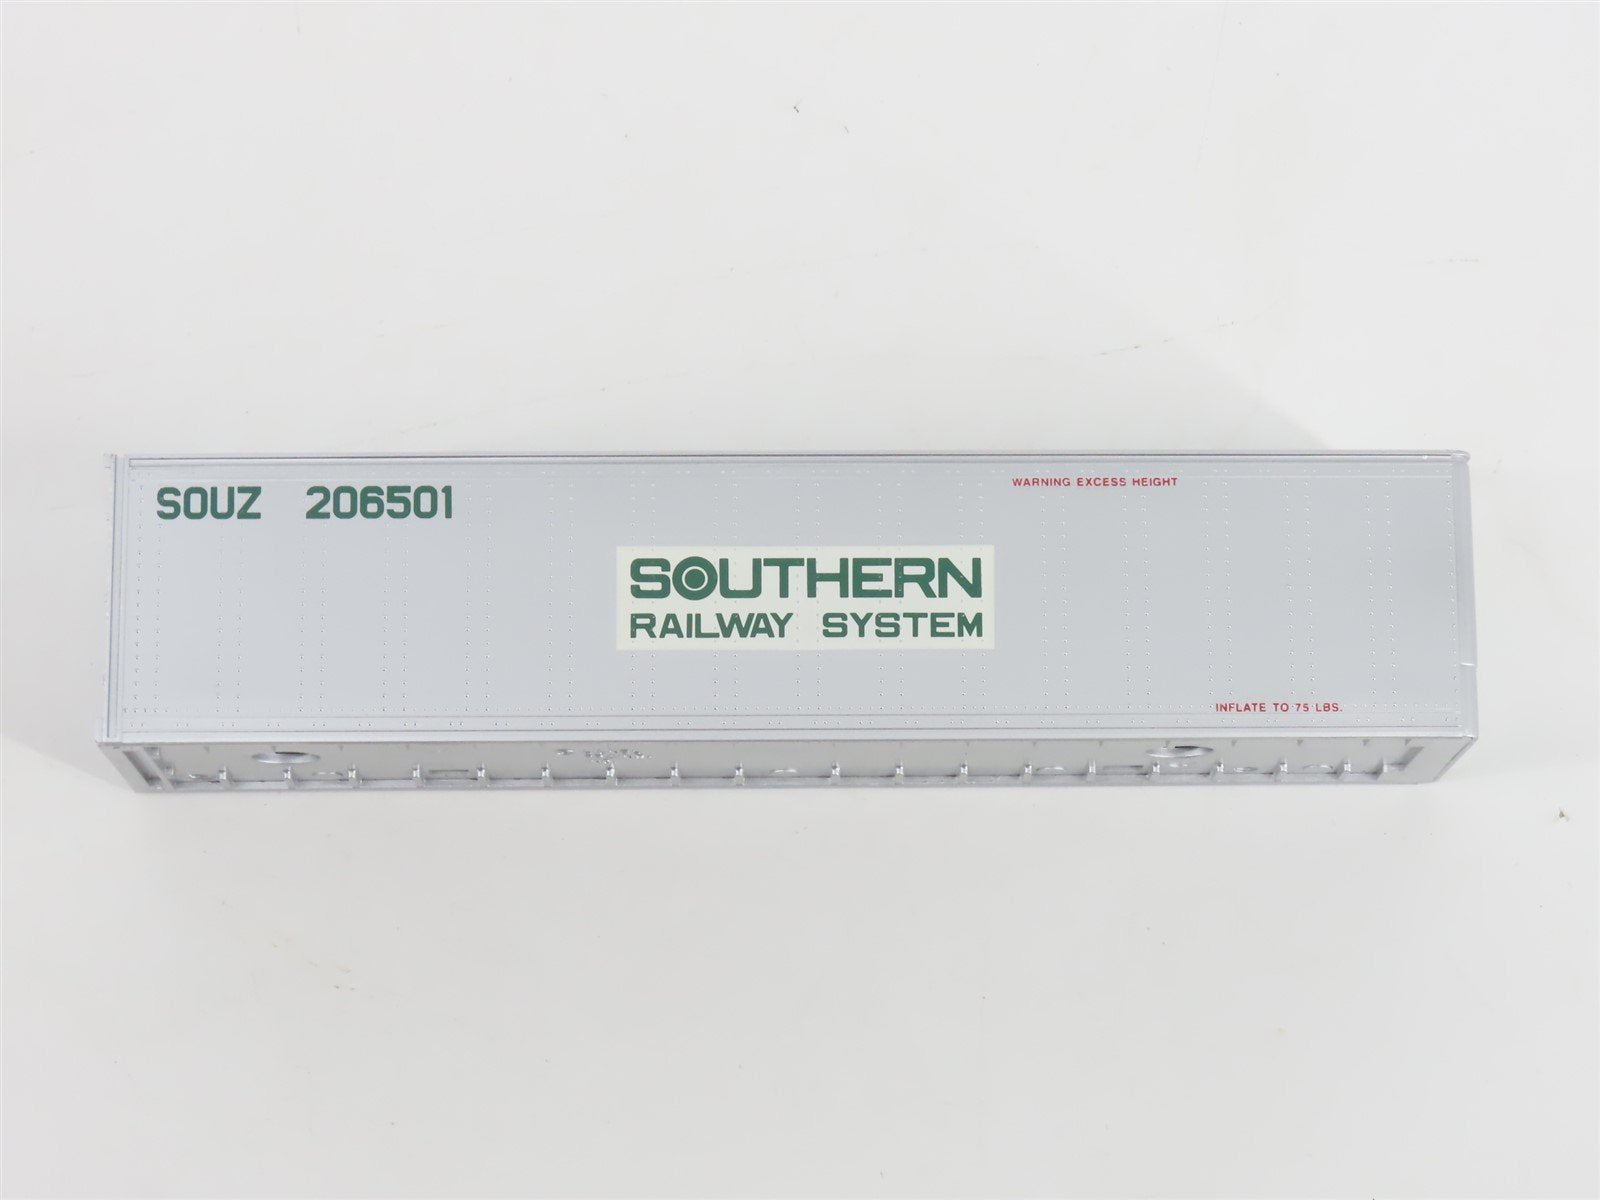 SOUZ 206501
WARNING EXCESS HEIGHT
SOUTHERN
RAILWAY SYSTEM
INFLATE TO 75 LBS.